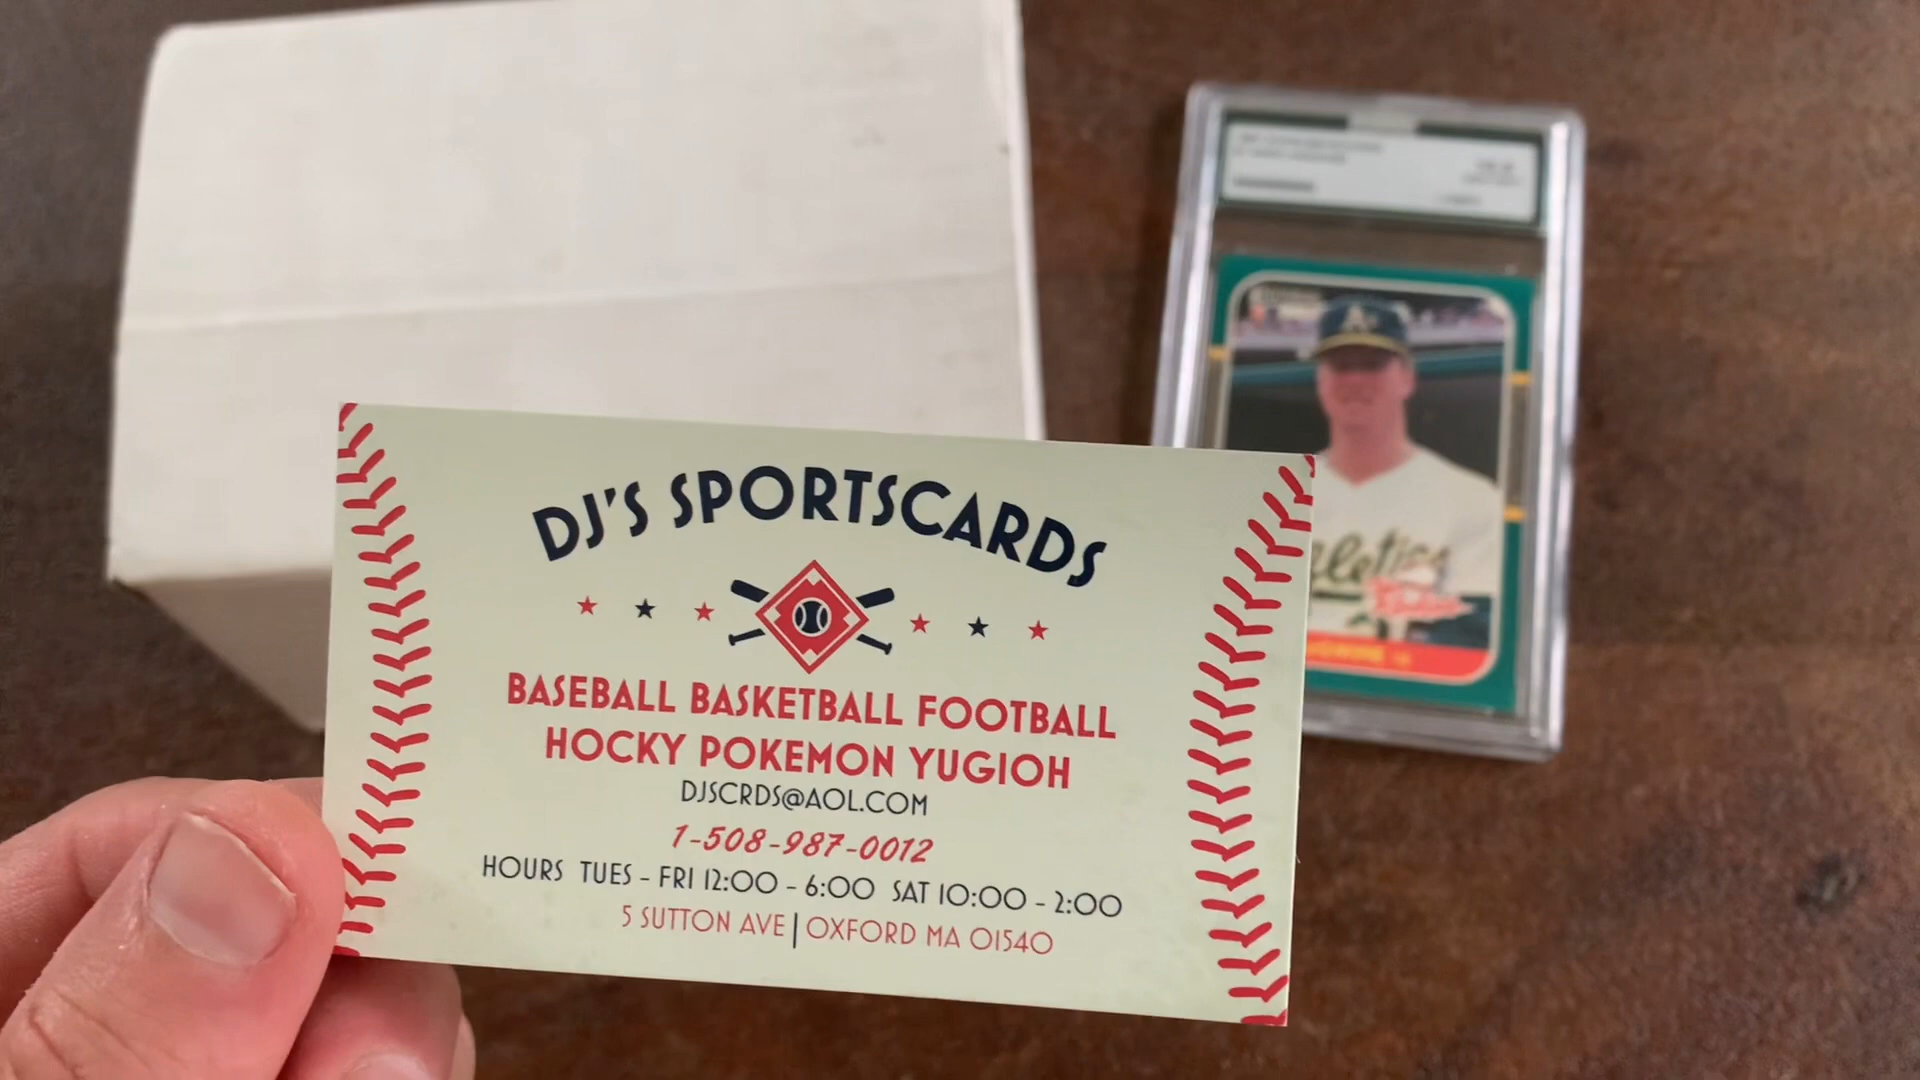 DJ'S SPORTSCARDS
BASEBALL BASKETBALL FOOTBALL
HOCKY POKEMON YUGIOH
DJSCRDS@AOL.COM
1-508-987-0012
HOURS TUES - FRI 12:00 - 6:00 SAT 10:00 - 2:00
5 SUTTON AVE | OXFORD MA 01540
A's